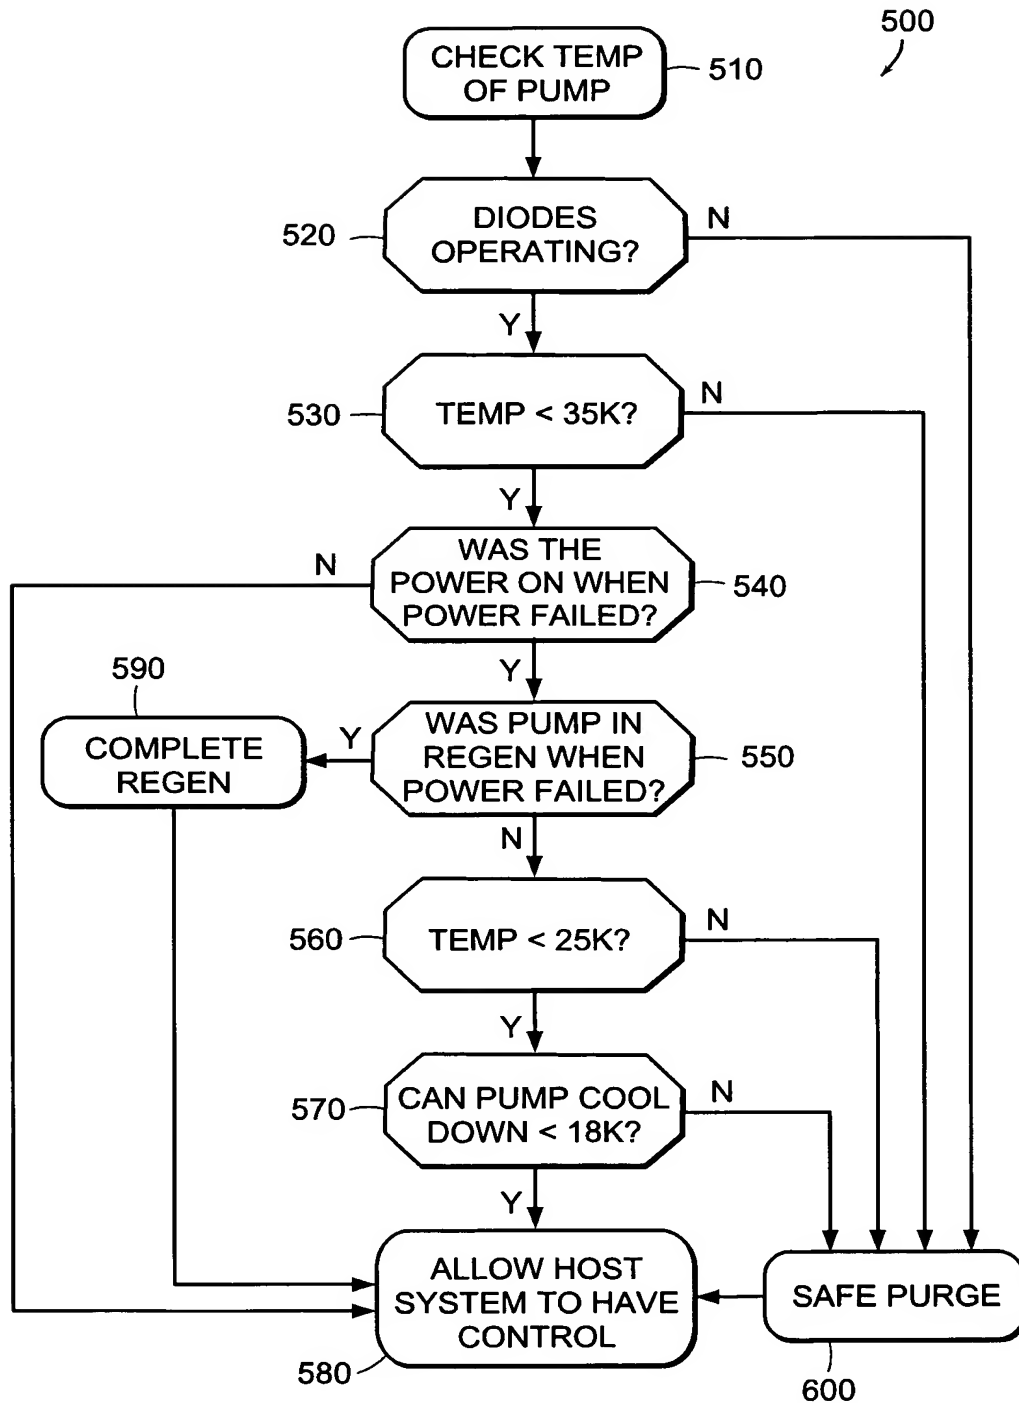 500
CHECK TEMP
OF PUMP
510
DIODES
OPERATING?
520
N
Y
TEMP < 35K?
530
N
Y
WAS THE
POWER ON WHEN
POWER FAILED?
540
N
Y
590
COMPLETE
REGEN
Y
WAS PUMP IN
REGEN WHEN
POWER FAILED?
550
N
TEMP < 25K?
560
N
Y
CAN PUMP COOL
DOWN < 18K?
570
N
Y
ALLOW HOST
SYSTEM TO HAVE
CONTROL
580
SAFE PURGE
600